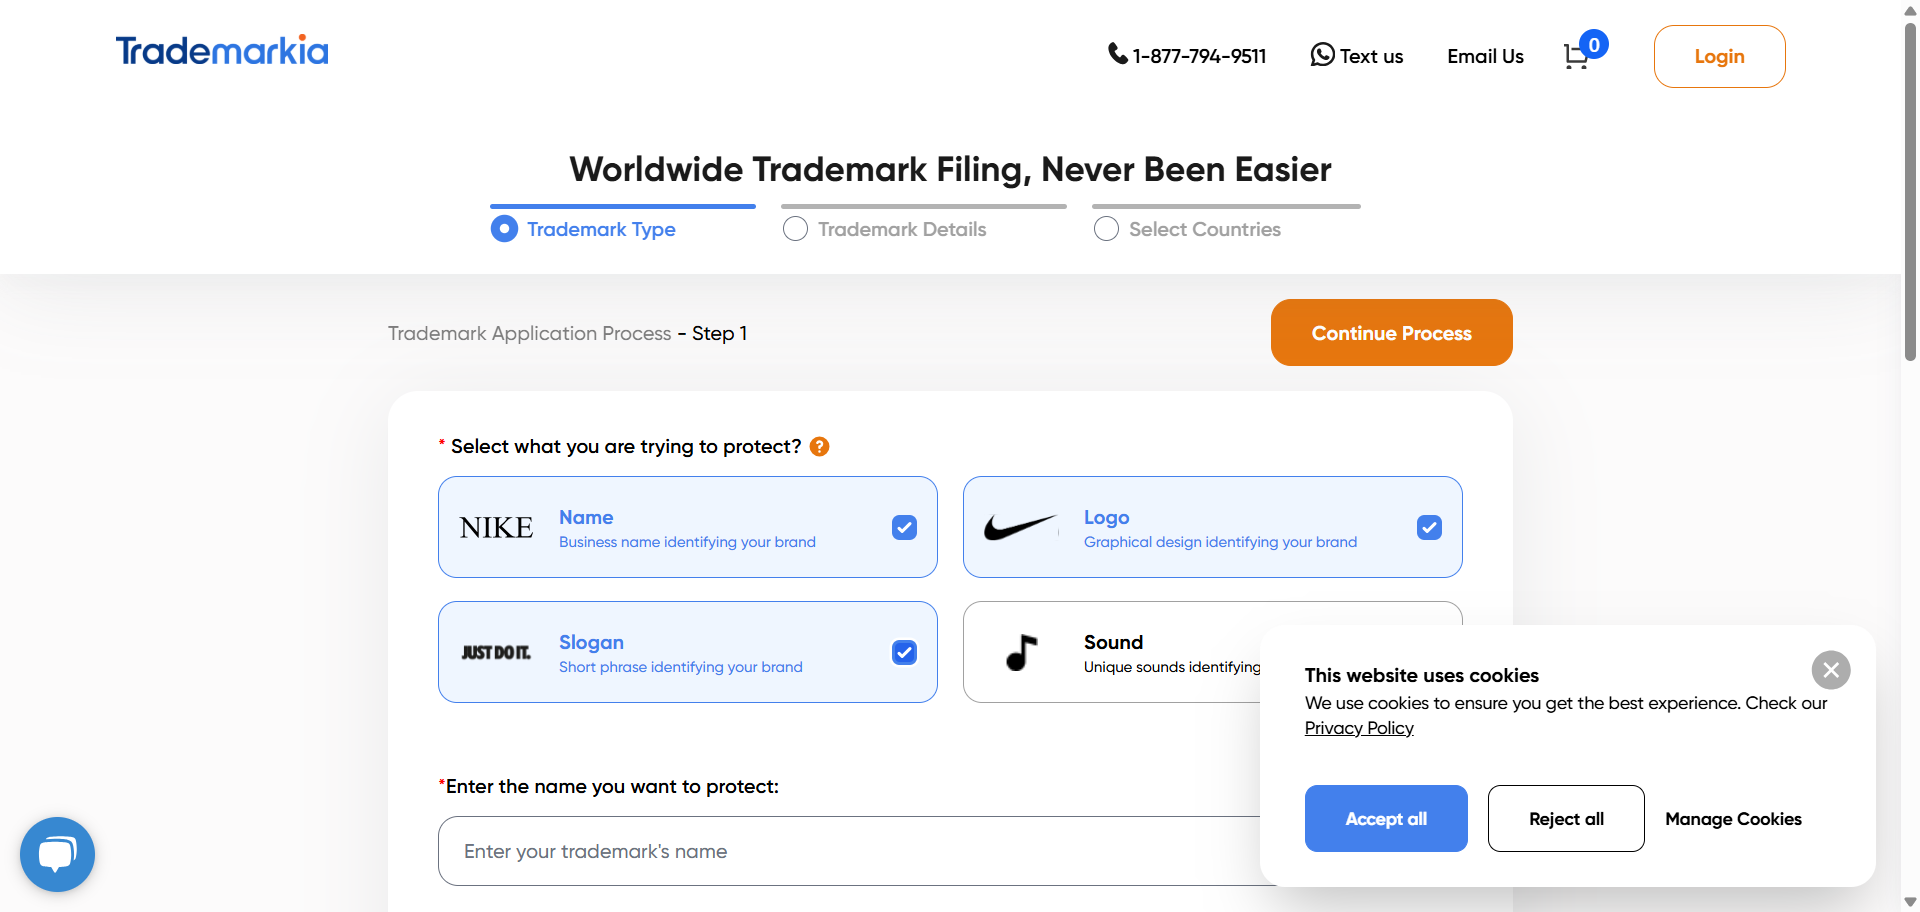 Trademarkia
1-877-794-9511
Text us
Email Us
0
Login
Worldwide Trademark Filing, Never Been Easier
Trademark Type
Trademark Details
Select Countries
Trademark Application Process - Step 1
Continue Process
* Select what you are trying to protect? ?
NIKE
Name
Business name identifying your brand
Logo
Graphical design identifying your brand
JUST DO IT.
Slogan
Short phrase identifying your brand
Sound
Unique sounds identifying
*Enter the name you want to protect:
Enter your trademark's name
This website uses cookies
We use cookies to ensure you get the best experience. Check our
Privacy Policy
Accept all
Reject all
Manage Cookies